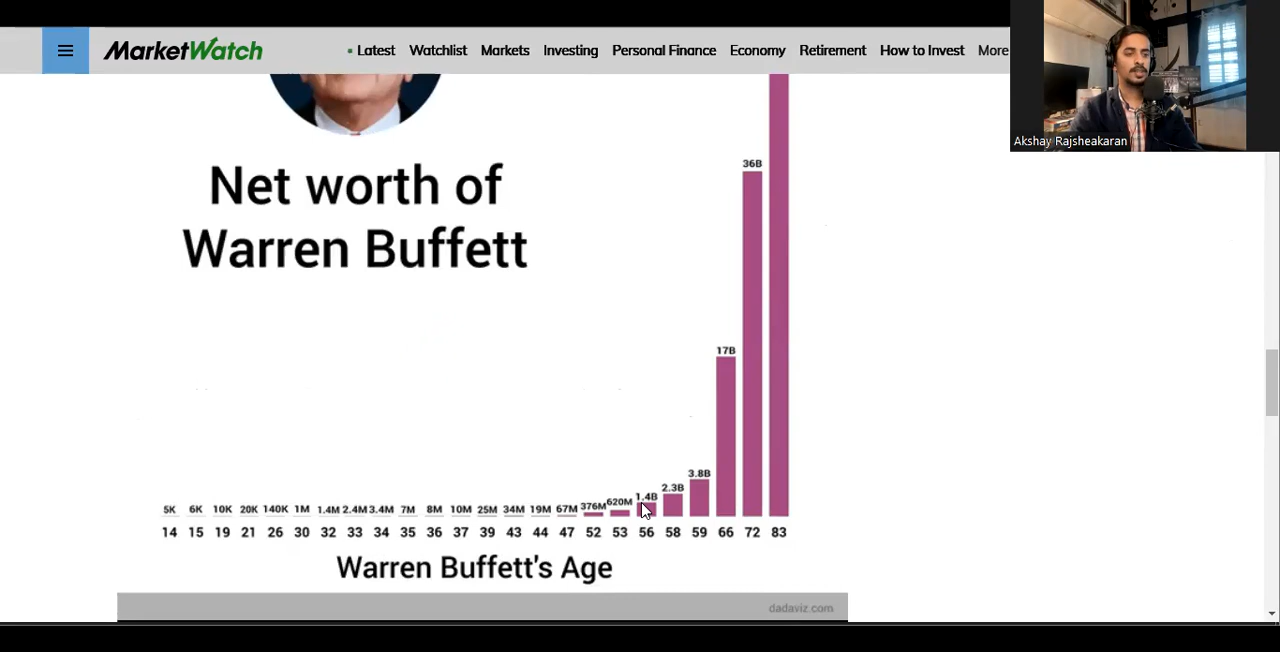 MarketWatch
Latest Watchlist Markets Investing Personal Finance Economy Retirement How to Invest More
Akshay Rajsheakaran
Net worth of
Warren Buffett
36B
17B
3.8B
2.3B
1.4B
620M
376M
5K 6K 10K 20K 140K 1M 1.4M 2.4M 3.4M 7M 8M 10M 25M 34M 19M 67M
14 15 19 21 26 30 32 33 34 35 36 37 39 43 44 47 52 53 56 58 59 66 72 83
Warren Buffett's Age
dadaviz.com